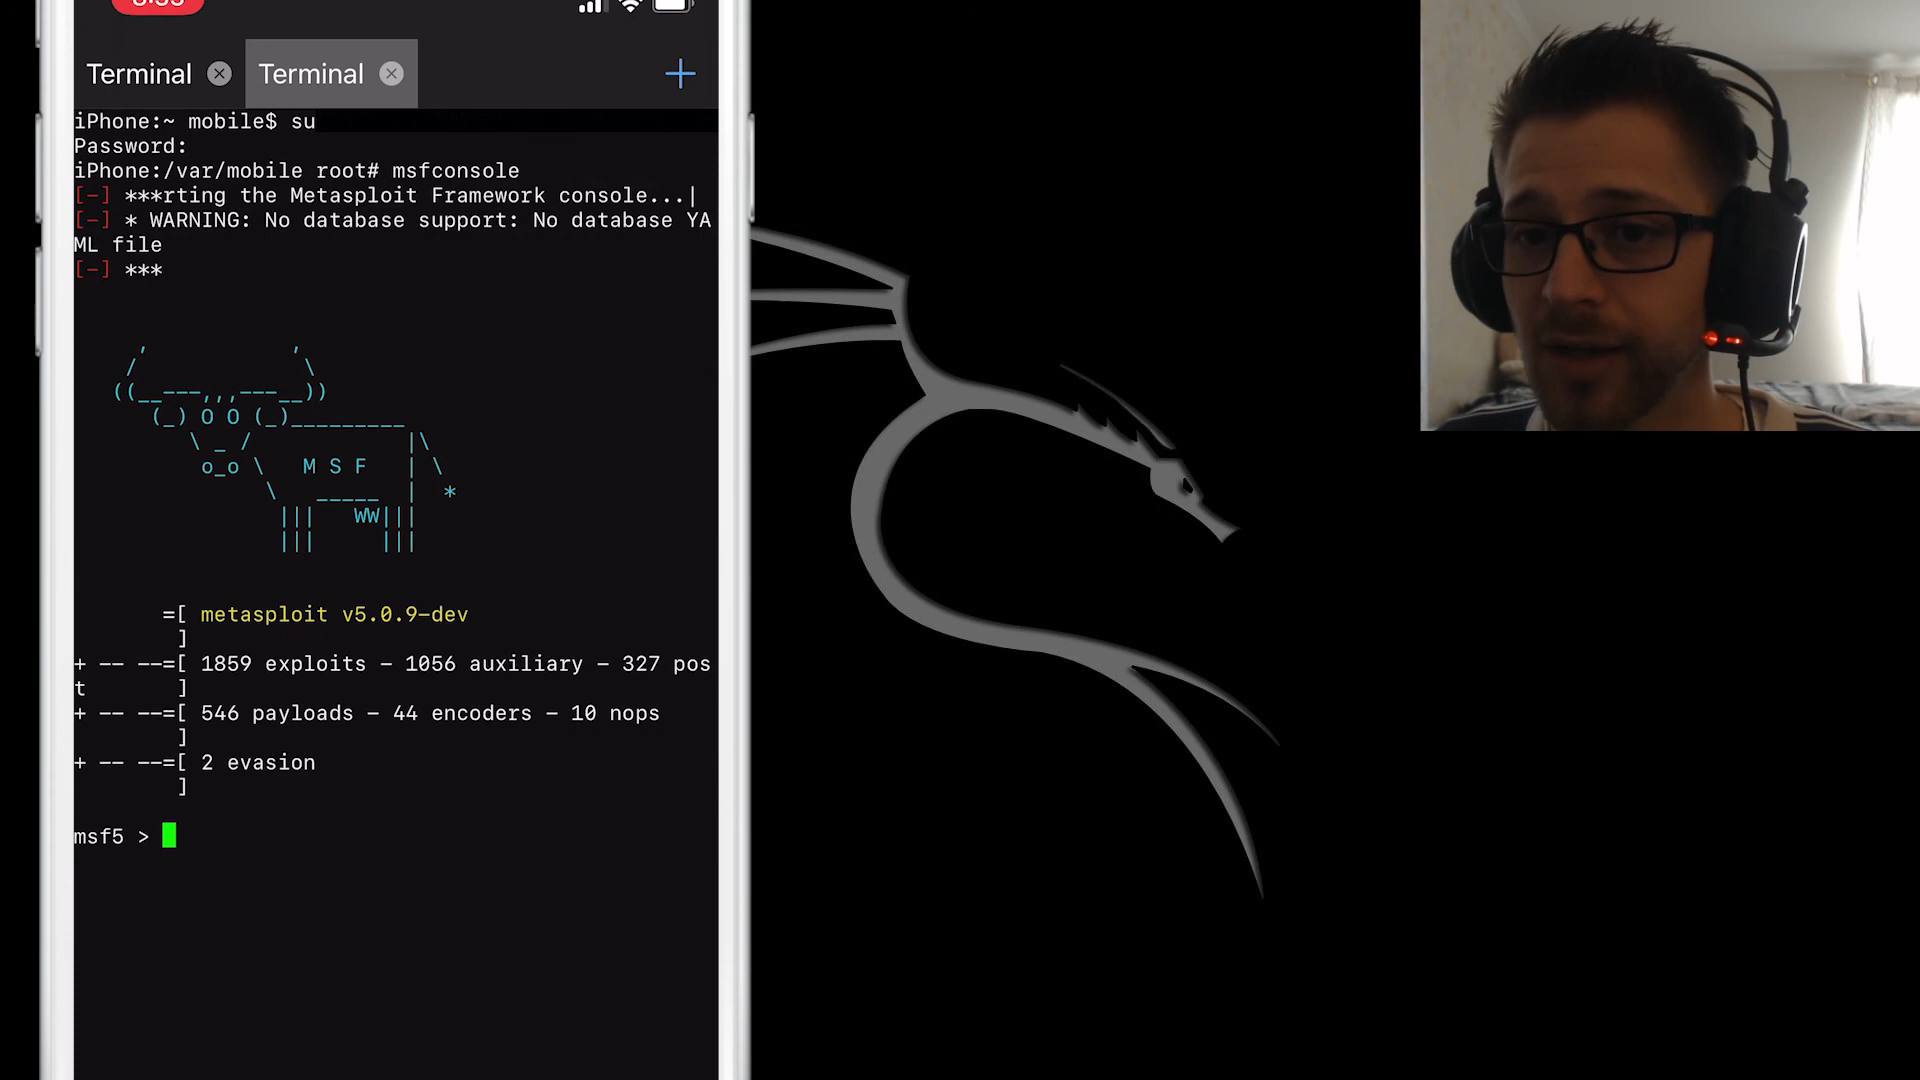 Terminal Terminal
iPhone:~ mobile$ su
Password:
iPhone:/var/mobile root# msfconsole
[-] ***rting the Metasploit Framework console...|
[-] * WARNING: No database support: No database YA
ML file
[-] ***
M S F
=[ metasploit v5.0.9-dev
]
+ -- --=[ 1859 exploits - 1056 auxiliary - 327 pos
t ]
+ -- --=[ 546 payloads - 44 encoders - 10 nops
]
+ -- --=[ 2 evasion
]
msf5 >